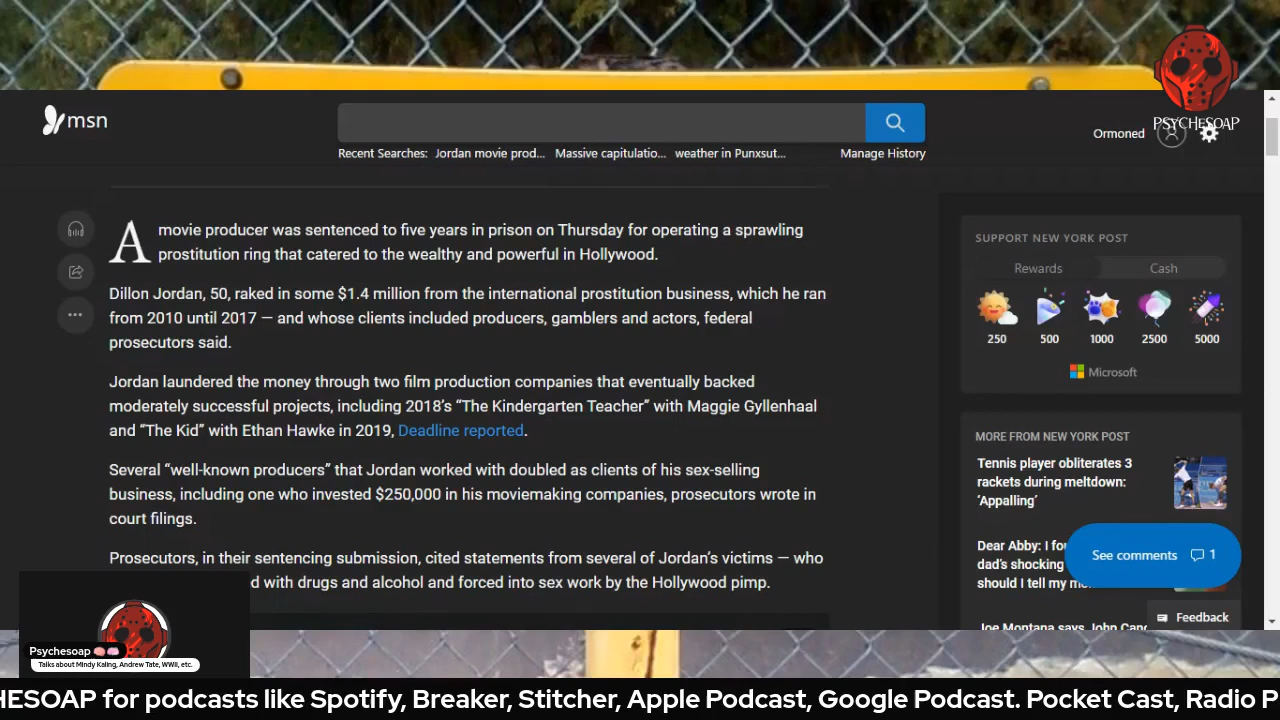 msn
PSYCHESOAP
Ormoned
Recent Searches: Jordan movie prod... Massive capitulatio... weather in Punxsut... Manage History
A movie producer was sentenced to five years in prison on Thursday for operating a sprawling
prostitution ring that catered to the wealthy and powerful in Hollywood.
Dillon Jordan, 50, raked in some $1.4 million from the international prostitution business, which he ran
from 2010 until 2017 — and whose clients included producers, gamblers and actors, federal
prosecutors said.
Jordan laundered the money through two film production companies that eventually backed
moderately successful projects, including 2018’s “The Kindergarten Teacher” with Maggie Gyllenhaal
and “The Kid” with Ethan Hawke in 2019, Deadline reported.
Several “well-known producers” that Jordan worked with doubled as clients of his sex-selling
business, including one who invested $250,000 in his moviemaking companies, prosecutors wrote in
court filings.
Prosecutors, in their sentencing submission, cited statements from several of Jordan’s victims — who
with drugs and alcohol and forced into sex work by the Hollywood pimp.
SUPPORT NEW YORK POST
Rewards Cash
250 500 1000 2500 5000
Microsoft
MORE FROM NEW YORK POST
Tennis player obliterates 3
rackets during meltdown:
‘Appalling’
Dear Abby: I fo
dad’s shocking
should I tell my m
See comments 1
Feedback
Joe Montana says John Can
Psychesoap
Talks about Mindy Kaling, Andrew Tate, WWII, etc.
HESOAP for podcasts like Spotify, Breaker, Stitcher, Apple Podcast, Google Podcast. Pocket Cast, Radio P